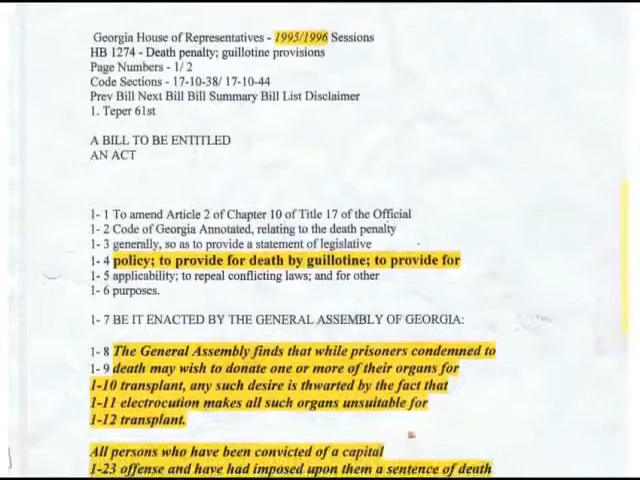 Georgia House of Representatives - 1995/1996 Sessions
HB 1274 - Death penalty; guillotine provisions
Page Numbers - 1/ 2
Code Sections - 17-10-38/ 17-10-44
Prev Bill Next Bill Bill Summary Bill List Disclaimer
1. Teper 61st
A BILL TO BE ENTITLED
AN ACT
1- 1 To amend Article 2 of Chapter 10 of Title 17 of the Official
1- 2 Code of Georgia Annotated, relating to the death penalty
1- 3 generally, so as to provide a statement of legislative
1- 4 policy; to provide for death by guillotine; to provide for
1- 5 applicability; to repeal conflicting laws; and for other
1- 6 purposes.
1- 7 BE IT ENACTED BY THE GENERAL ASSEMBLY OF GEORGIA:
1- 8 The General Assembly finds that while prisoners condemned to
1- 9 death may wish to donate one or more of their organs for
1-10 transplant, any such desire is thwarted by the fact that
1-11 electrocution makes all such organs unsuitable for
1-12 transplant.
All persons who have been convicted of a capital
1-23 offense and have had imposed upon them a sentence of death